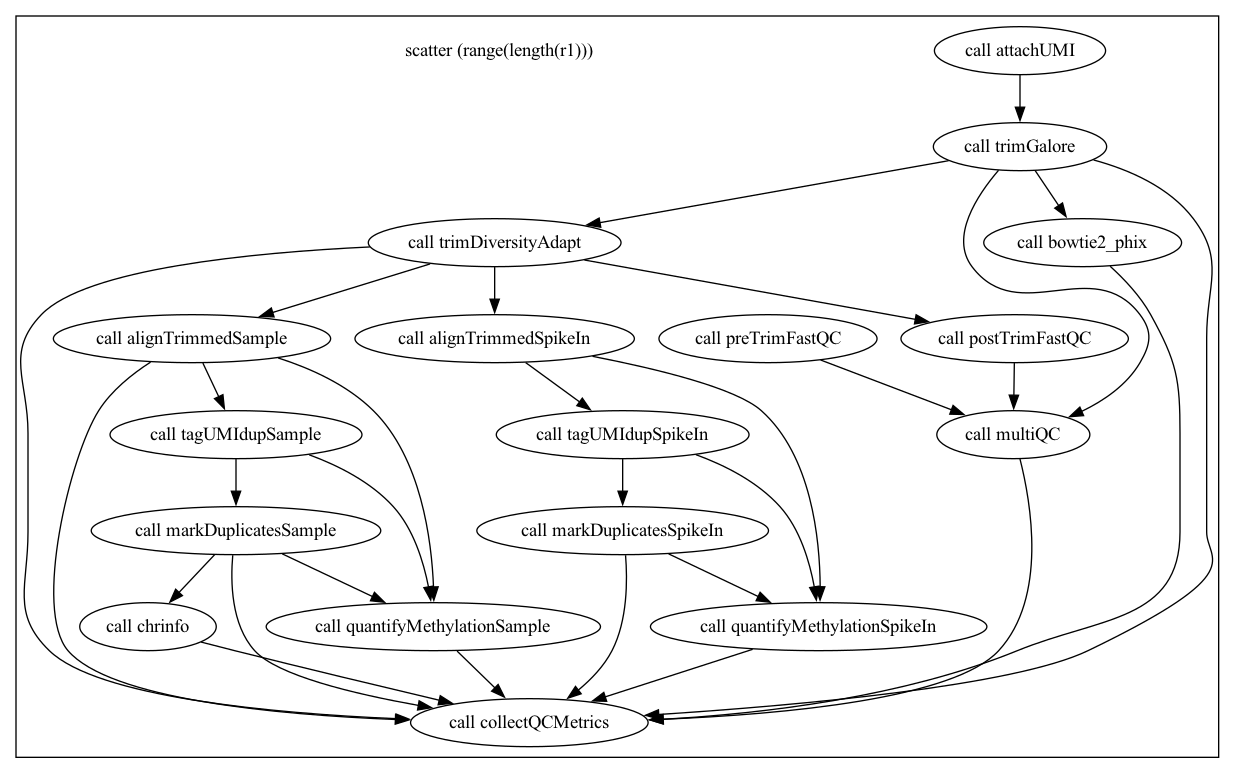 scatter (range(length(r1)))
call attachUMI
call trimGalore
call trimDiversityAdapt
call bowtie2_phix
call alignTrimmedSample
call alignTrimmedSpikeIn
call preTrimFastQC
call postTrimFastQC
call tagUMIdupSample
call tagUMIdupSpikeIn
call multiQC
call markDuplicatesSample
call markDuplicatesSpikeIn
call chrinfo
call quantifyMethylationSample
call quantifyMethylationSpikeIn
call collectQCMetrics